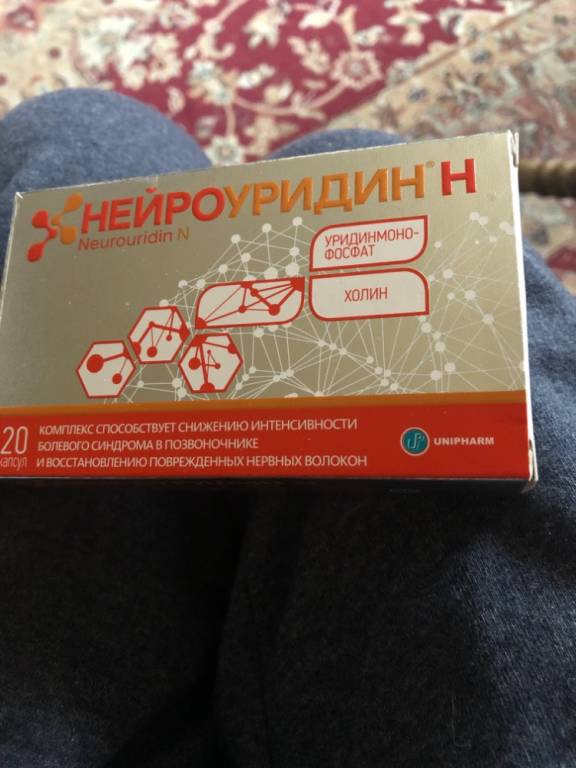 НЕЙРОУРИДИН® Н
Neurouridin N
УРИДИНМОНО-
ФОСФАТ
ХОЛИН
20
капсул
КОМПЛЕКС СПОСОБСТВУЕТ СНИЖЕНИЮ ИНТЕНСИВНОСТИ
БОЛЕВОГО СИНДРОМА В ПОЗВОНОЧНИКЕ
И ВОССТАНОВЛЕНИЮ ПОВРЕЖДЕННЫХ НЕРВНЫХ ВОЛОКОН
UNIPHARM